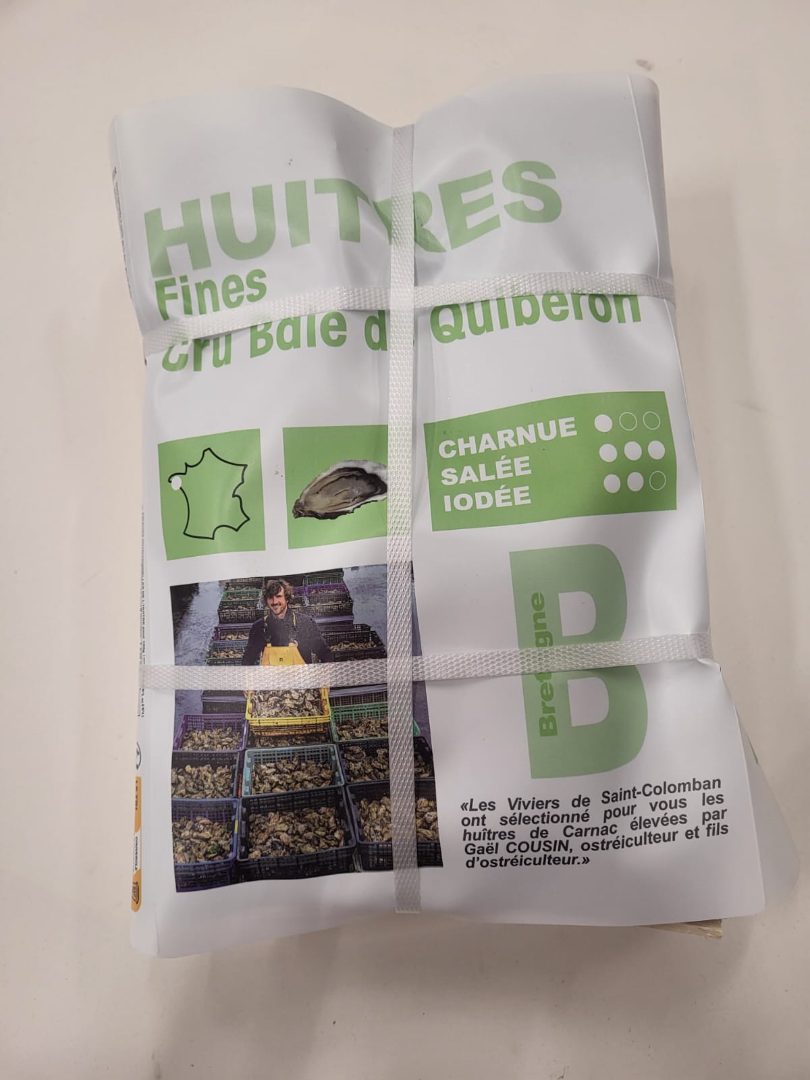 HUITRES
Fines
Cru Baie de Quiberon
CHARNUE
SALÉE
IODÉE
B
Bretagne
«Les Viviers de Saint-Colomban
ont sélectionné pour vous les
huîtres de Carnac élevées par
Gaël COUSIN, ostréiculteur et fils
d'ostréiculteur.»